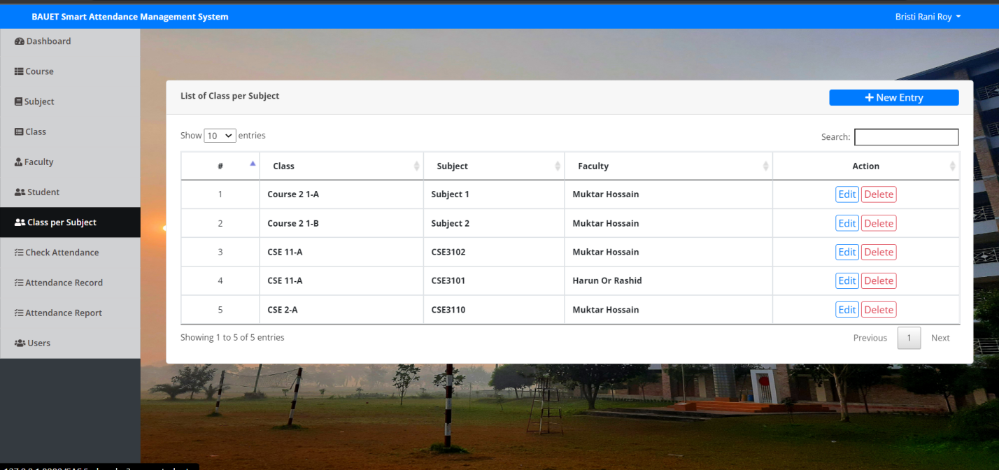 BAUET Smart Attendance Management System
Bristi Rani Roy
Dashboard
Course
Subject
Class
Faculty
Student
Class per Subject
Check Attendance
Attendance Record
Attendance Report
Users
List of Class per Subject
New Entry
Show 10 entries
Search:
# Class Subject Faculty Action
1 Course 2 1-A Subject 1 Muktar Hossain Edit Delete
2 Course 2 1-B Subject 2 Muktar Hossain Edit Delete
3 CSE 11-A CSE3102 Muktar Hossain Edit Delete
4 CSE 11-A CSE3101 Harun Or Rashid Edit Delete
5 CSE 2-A CSE3110 Muktar Hossain Edit Delete
Showing 1 to 5 of 5 entries
Previous 1 Next